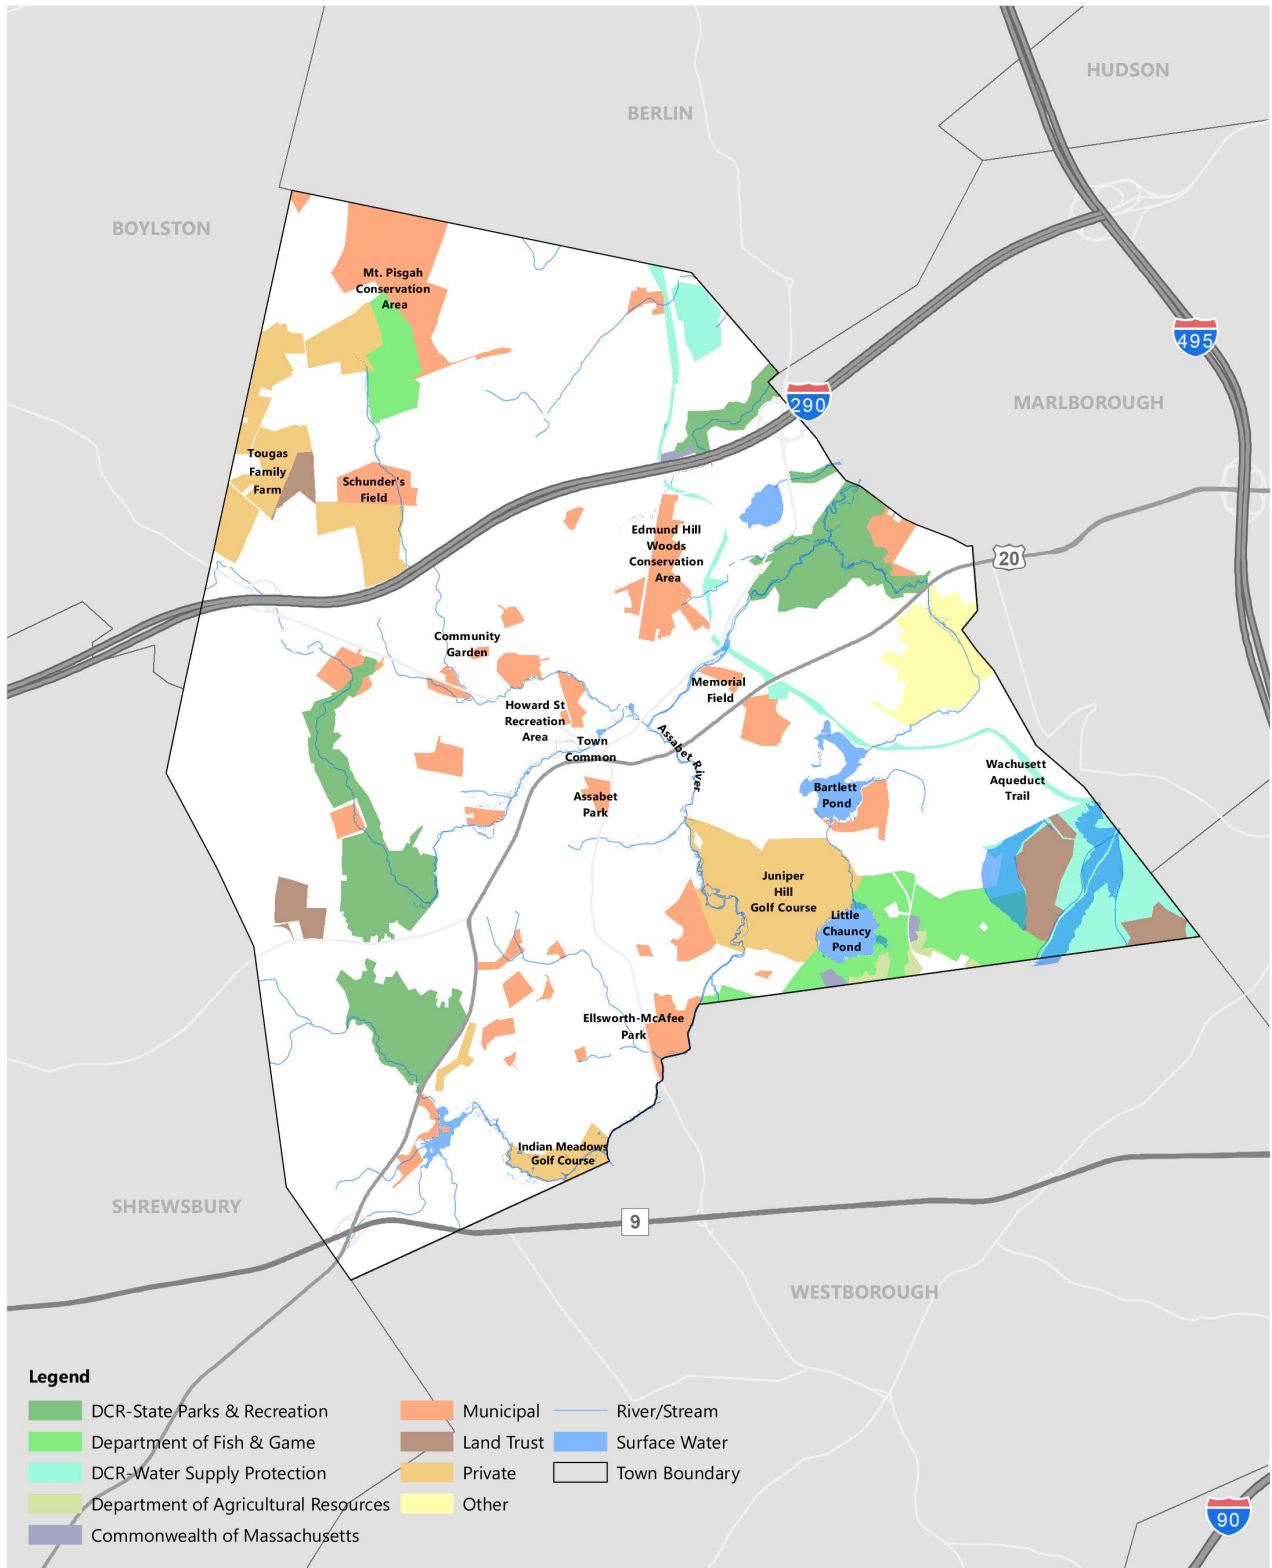 HUDSON
BERLIN
BOYLSTON
Mt. Pisgah
Conservation
Area
495
290
MARLBOROUGH
Tougas
Family
Farm
Schunder's
Field
Edmund Hill
Woods
Conservation
Area
20
Community
Garden
Memorial
Field
Howard St
Recreation
Area
Town
Common
Assabet River
Wachusett
Aqueduct
Trail
Bartlett
Pond
Assabet
Park
Juniper
Hill
Golf Course
Little
Chauncy
Pond
Ellsworth-McAfee
Park
Indian Meadows
Golf Course
SHREWSBURY
9
WESTBOROUGH
Legend
DCR-State Parks & Recreation
Department of Fish & Game
DCR-Water Supply Protection
Department of Agricultural Resources
Commonwealth of Massachusetts
Municipal
Land Trust
Private
Other
River/Stream
Surface Water
Town Boundary
90